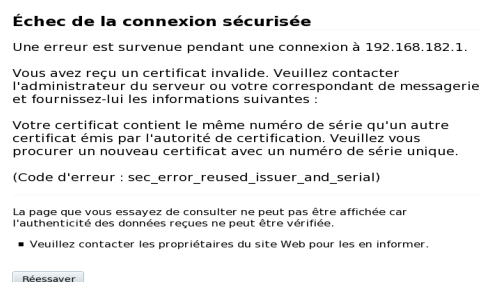 Échec de la connexion sécurisée
Une erreur est survenue pendant une connexion à 192.168.182.1.
Vous avez reçu un certificat invalide. Veuillez contacter
l'administrateur du serveur ou votre correspondant de messagerie
et fournissez-lui les informations suivantes :
Votre certificat contient le même numéro de série qu'un autre
certificat émis par l'autorité de certification. Veuillez vous
procurer un nouveau certificat avec un numéro de série unique.
(Code d'erreur : sec_error_reused_issuer_and_serial)
La page que vous essayez de consulter ne peut pas être affichée car
l'authenticité des données reçues ne peut être vérifiée.
▪ Veuillez contacter les propriétaires du site Web pour les en informer.
Réessayer